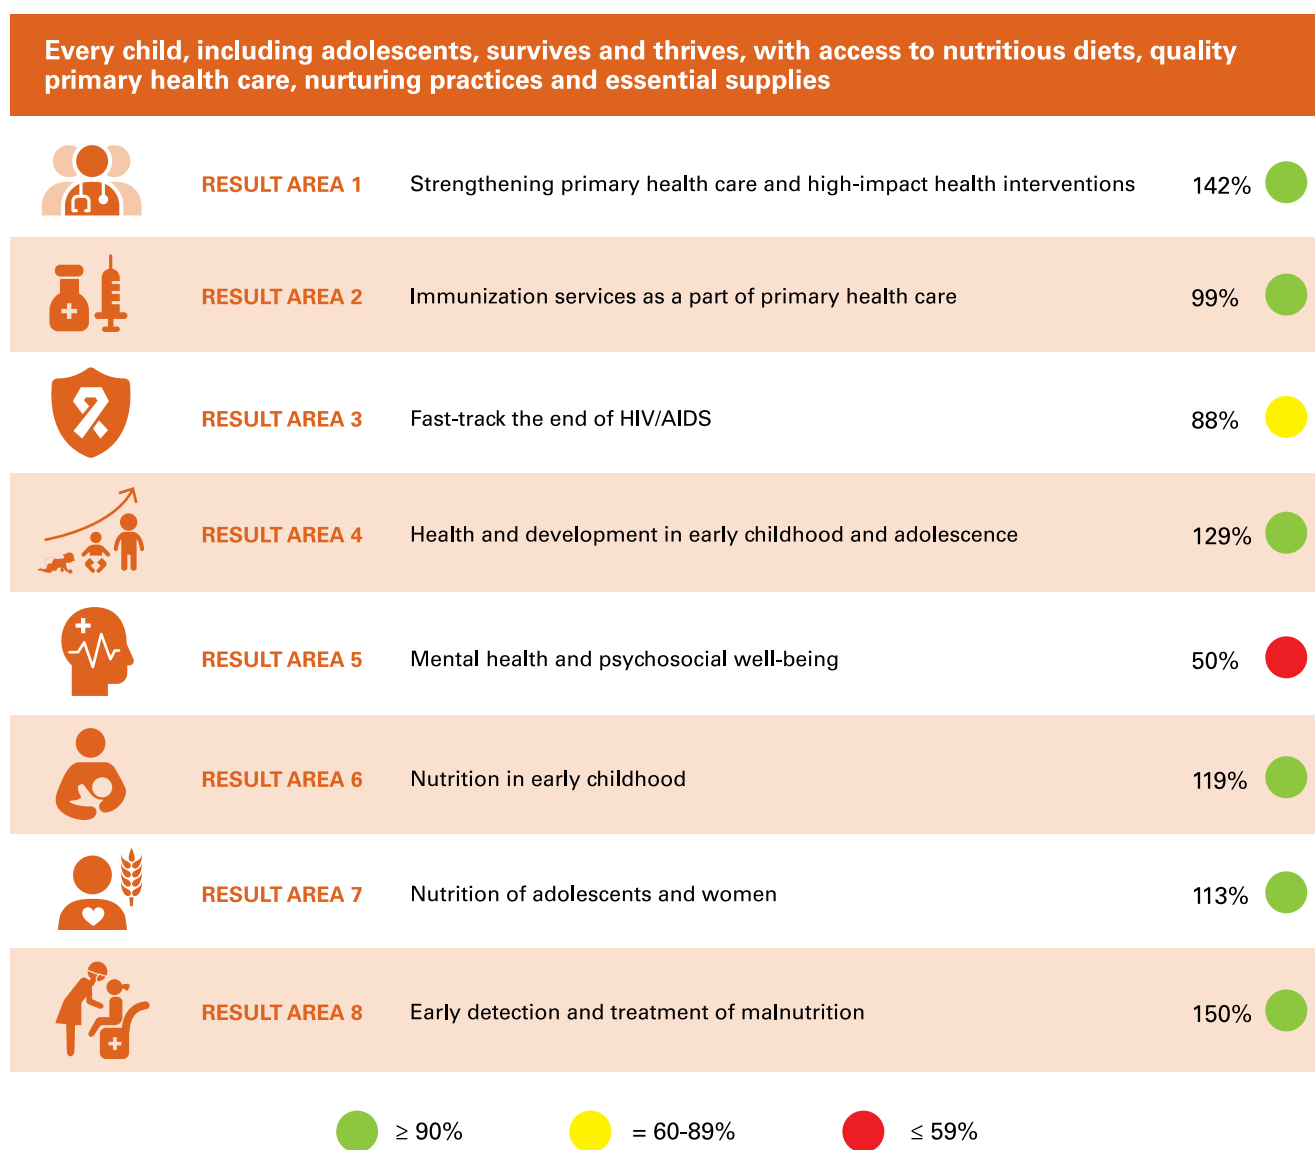 Every child, including adolescents, survives and thrives, with access to nutritious diets, quality
primary health care, nurturing practices and essential supplies
RESULT AREA 1 Strengthening primary health care and high-impact health interventions 142%
RESULT AREA 2 Immunization services as a part of primary health care 99%
RESULT AREA 3 Fast-track the end of HIV/AIDS 88%
RESULT AREA 4 Health and development in early childhood and adolescence 129%
RESULT AREA 5 Mental health and psychosocial well-being 50%
RESULT AREA 6 Nutrition in early childhood 119%
RESULT AREA 7 Nutrition of adolescents and women 113%
RESULT AREA 8 Early detection and treatment of malnutrition 150%
≥ 90% = 60-89% ≤ 59%